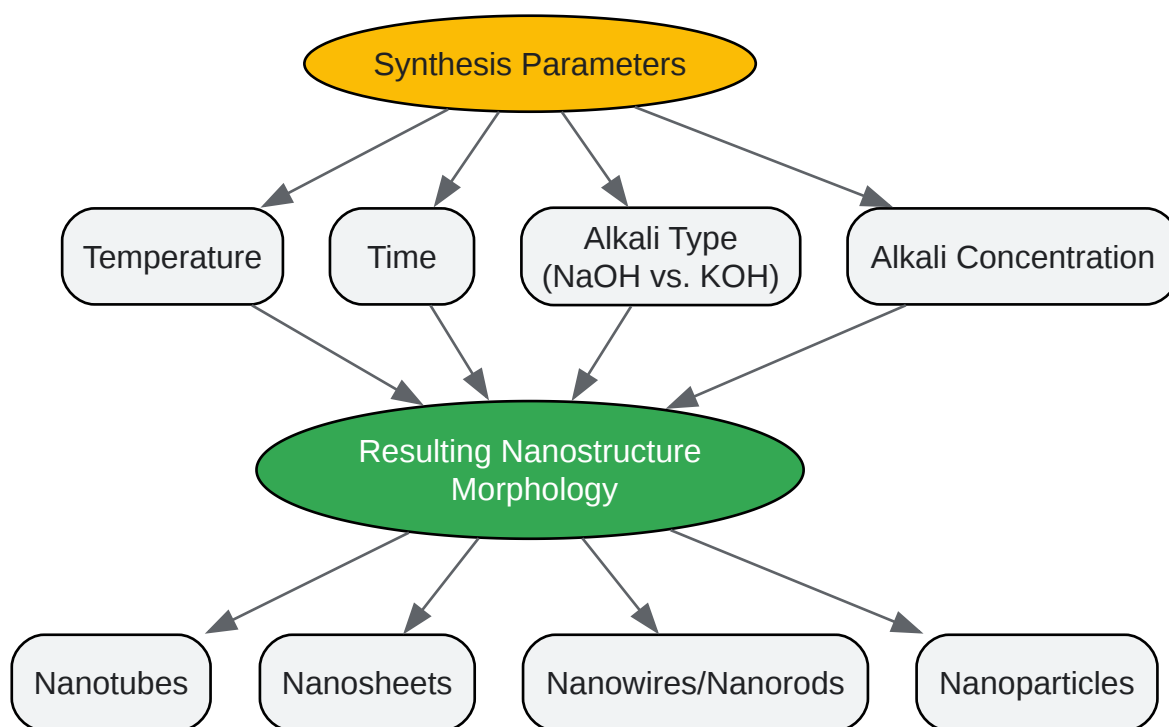 Synthesis Parameters
Temperature
Time
Alkali Type
(NaOH vs. KOH)
Alkali Concentration
Resulting Nanostructure
Morphology
Nanotubes
Nanosheets
Nanowires/Nanorods
Nanoparticles